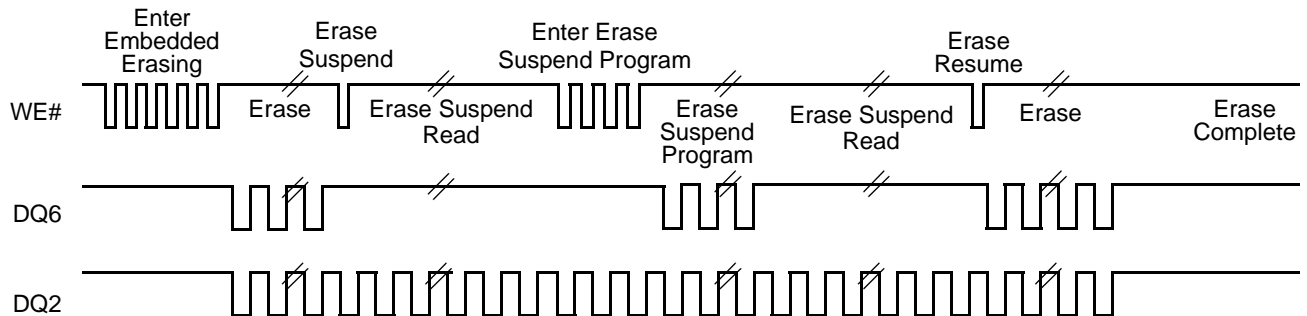 Enter
Embedded
Erasing
Erase
Suspend
Enter Erase
Suspend Program
Erase
Resume
WE#
Erase
Erase Suspend
Read
Erase
Suspend
Program
Erase Suspend
Read
Erase
Erase
Complete
DQ6
DQ2